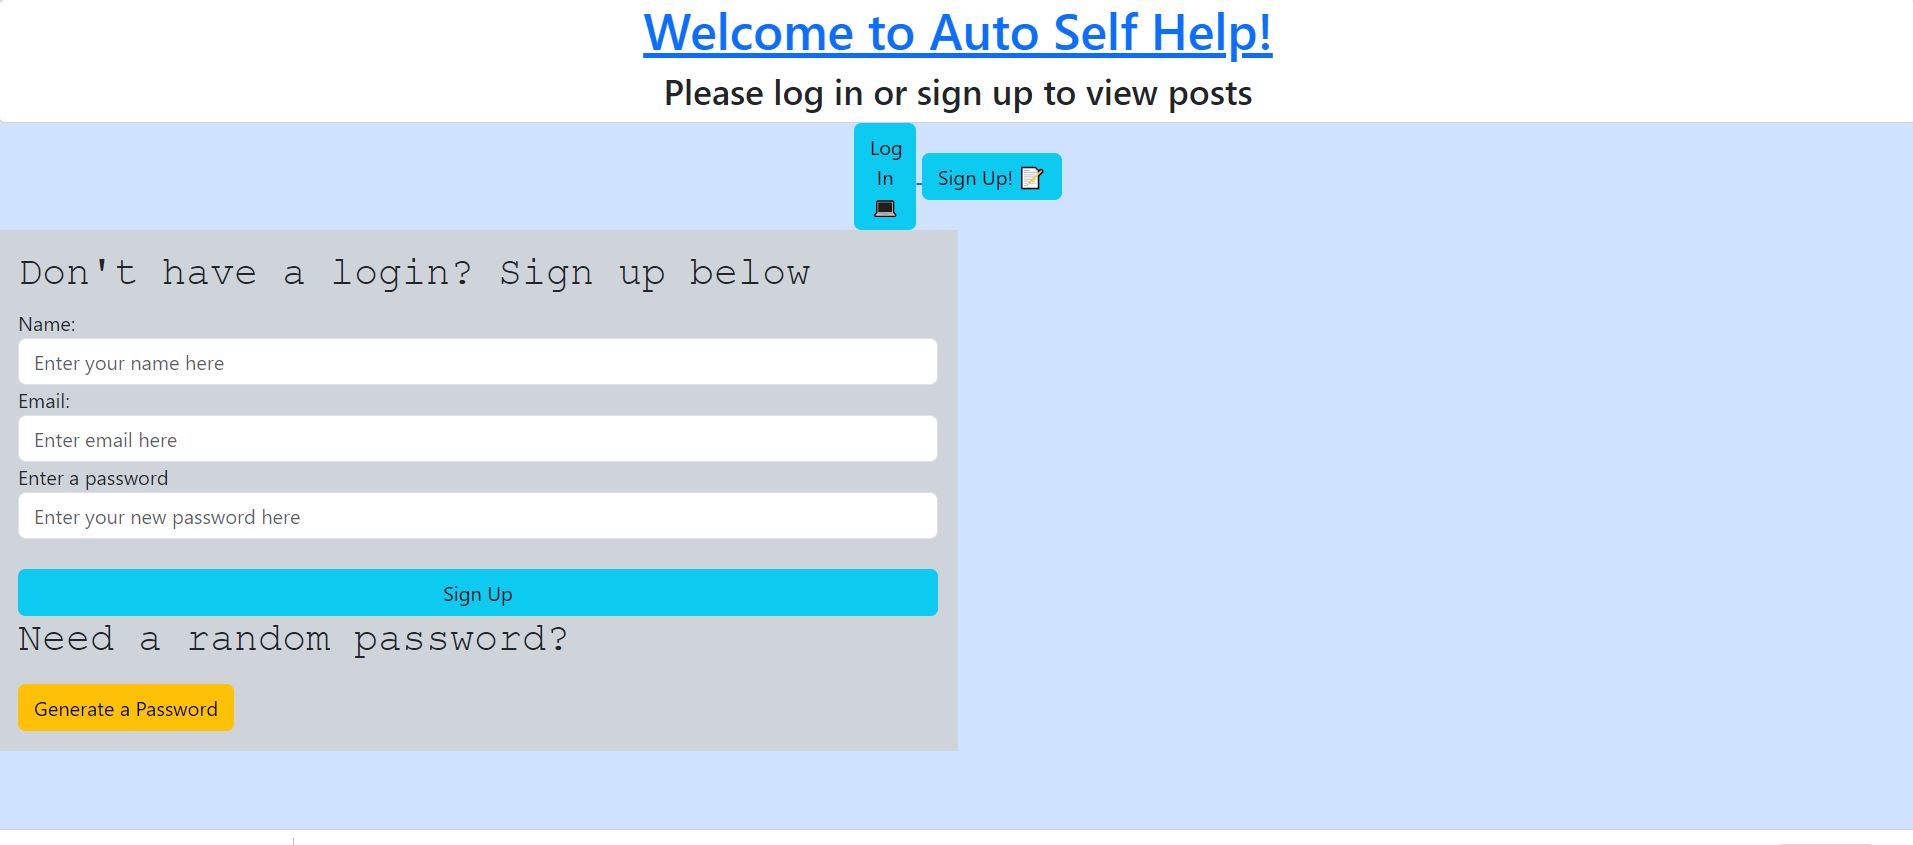 Welcome to Auto Self Help!
Please log in or sign up to view posts
Log
In
💻
Sign Up! 📝
Don't have a login? Sign up below
Name:
Enter your name here
Email:
Enter email here
Enter a password
Enter your new password here
Sign Up
Need a random password?
Generate a Password